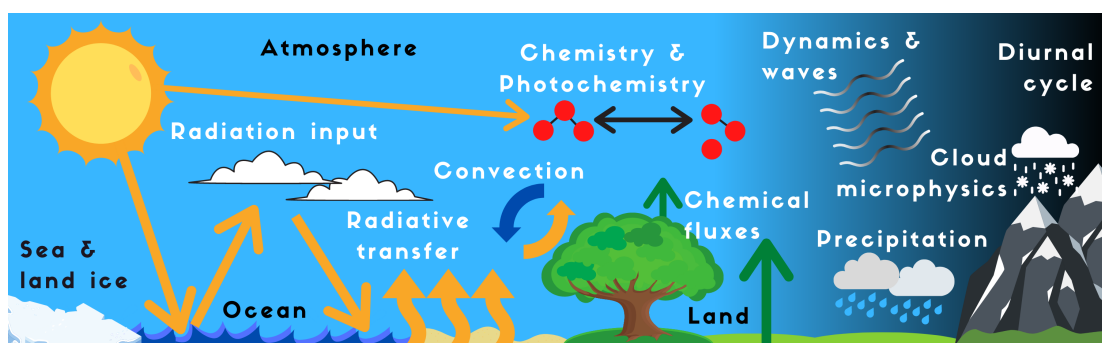 Atmosphere
Radiation input
Chemistry &
Photochemistry
Dynamics &
waves
Diurnal
cycle
Convection
Cloud
microphysics
Radiative
transfer
Chemical
fluxes
Precipitation
Sea &
land ice
Ocean
Land